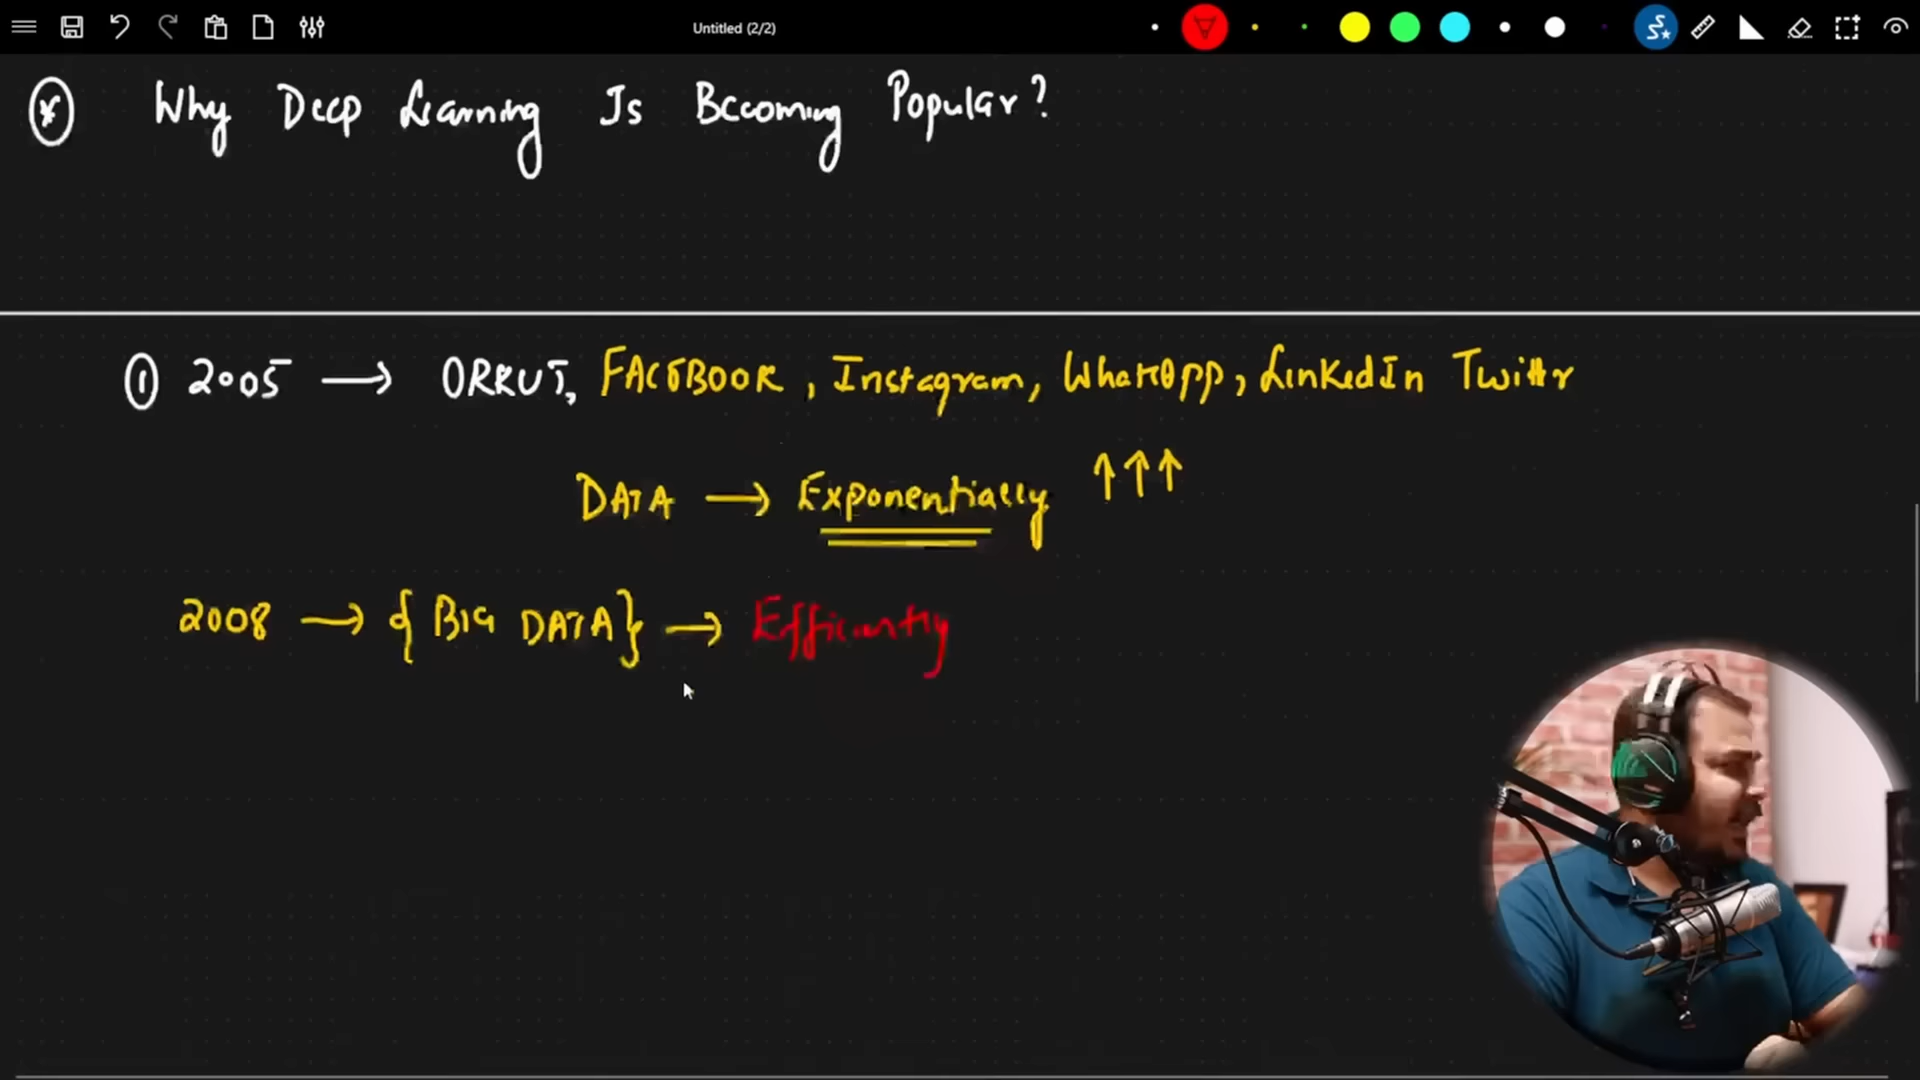 Untitled (2/2)
* Why Deep Learning Is Becoming Popular?
① 2005 → ORKUT, FACEBOOK, Instagram, WhatsApp, LinkedIn Twitter
DATA → Exponentially ↑↑↑
2008 → { BIG DATA } → Efficiently